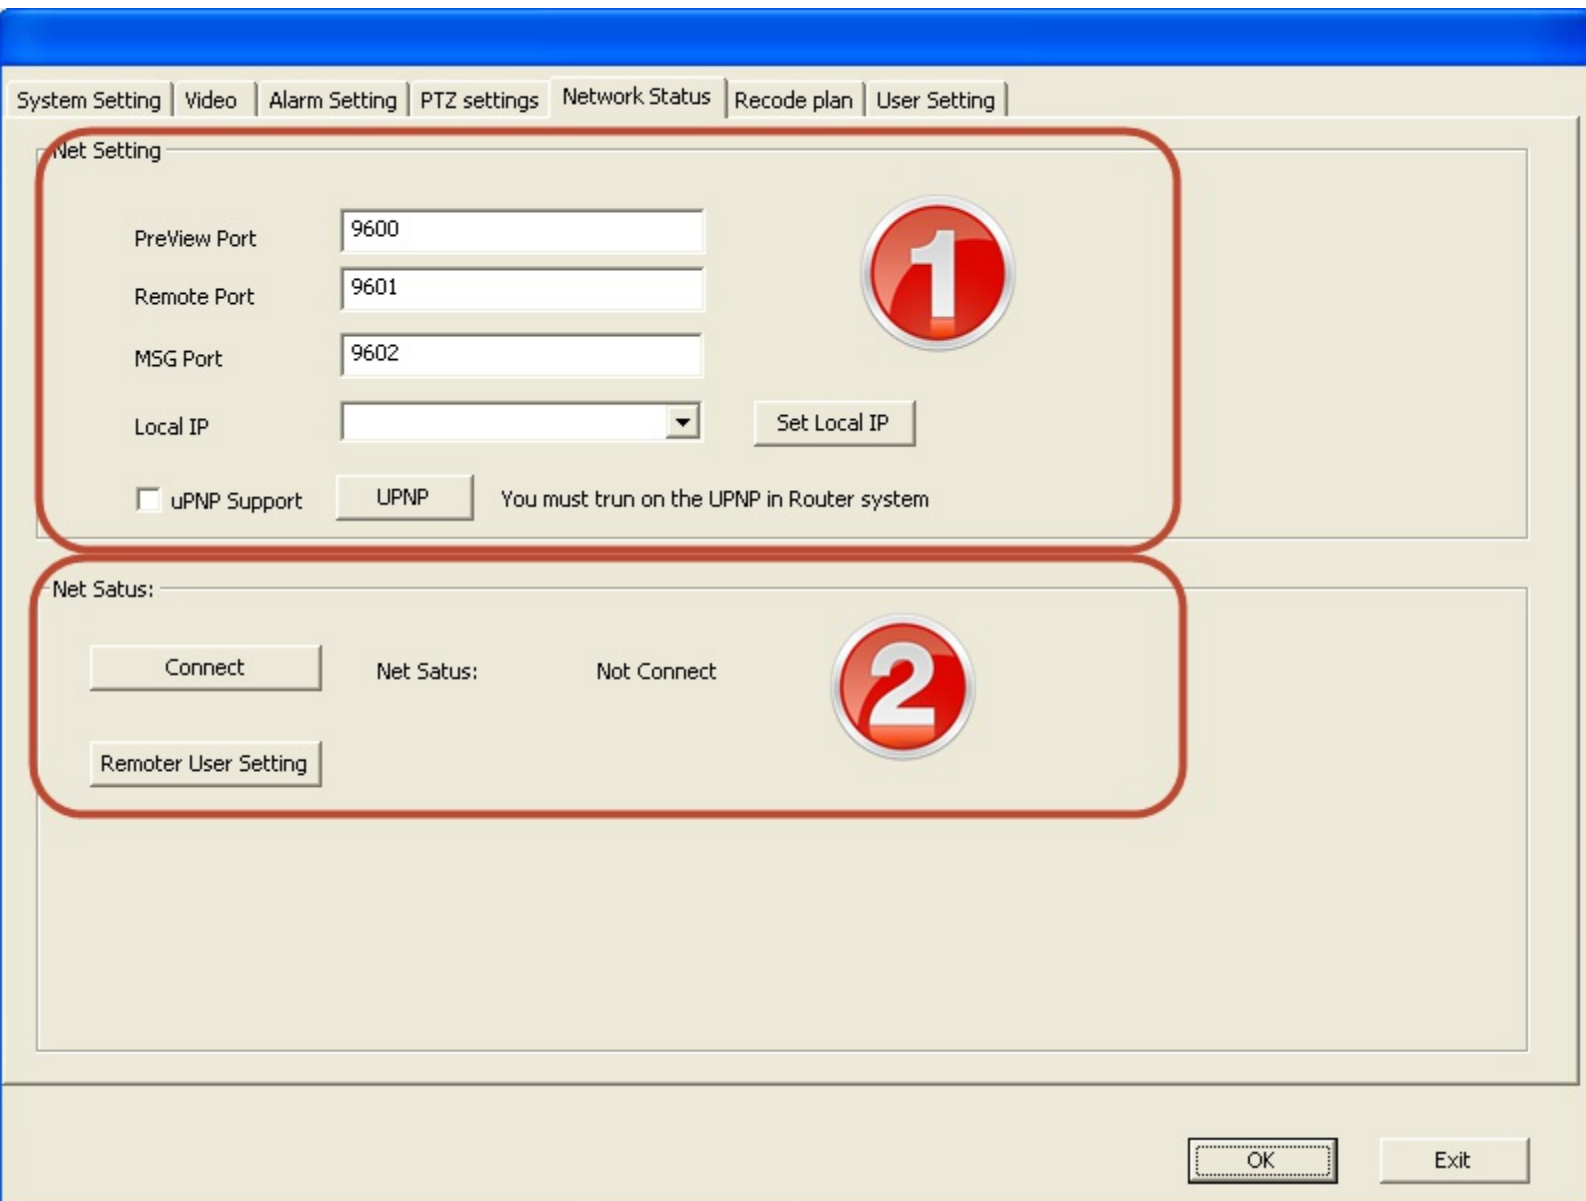 System Setting Video Alarm Setting PTZ settings Network Status Recode plan User Setting
Net Setting
PreView Port 9600
1
Remote Port 9601
MSG Port 9602
Local IP Set Local IP
uPNP Support UPNP You must trun on the UPNP in Router system
Net Satus:
Connect Net Satus: Not Connect
2
Remoter User Setting
OK Exit